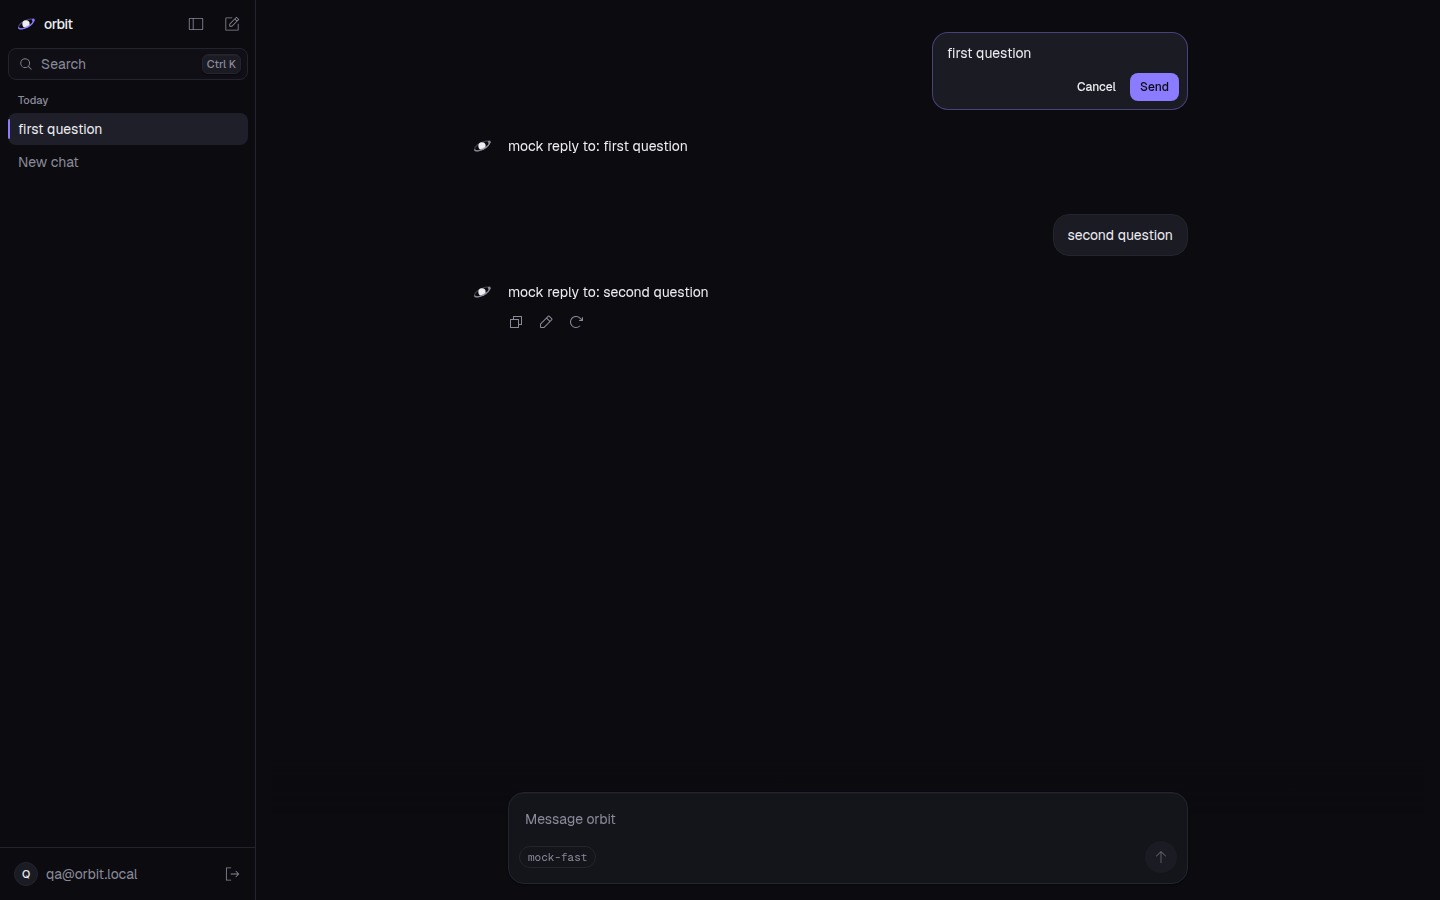 orbit
Search
Ctrl K
Today
first question
New chat
first question
Cancel
Send
mock reply to: first question
second question
mock reply to: second question
Message orbit
mock-fast
Q
qa@orbit.local